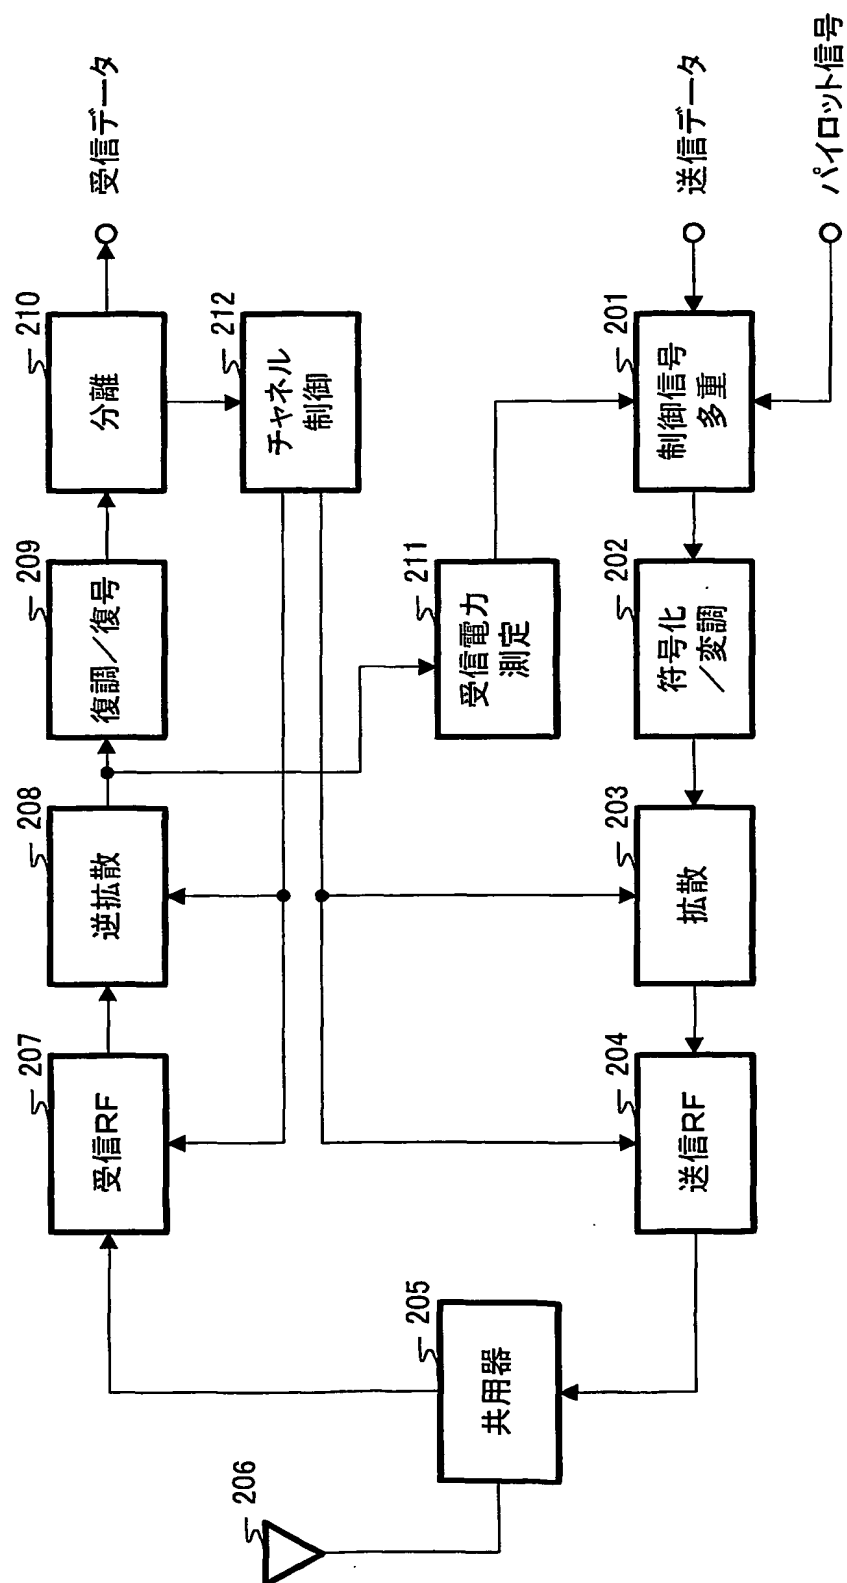 206
共用器
205
受信RF
207
逆拡散
208
復調／復号
209
分離
210
受信データ
チャネル
制御
212
受信電力
測定
211
送信RF
204
拡散
203
符号化
／変調
202
制御信号
多重
201
送信データ
パイロット信号